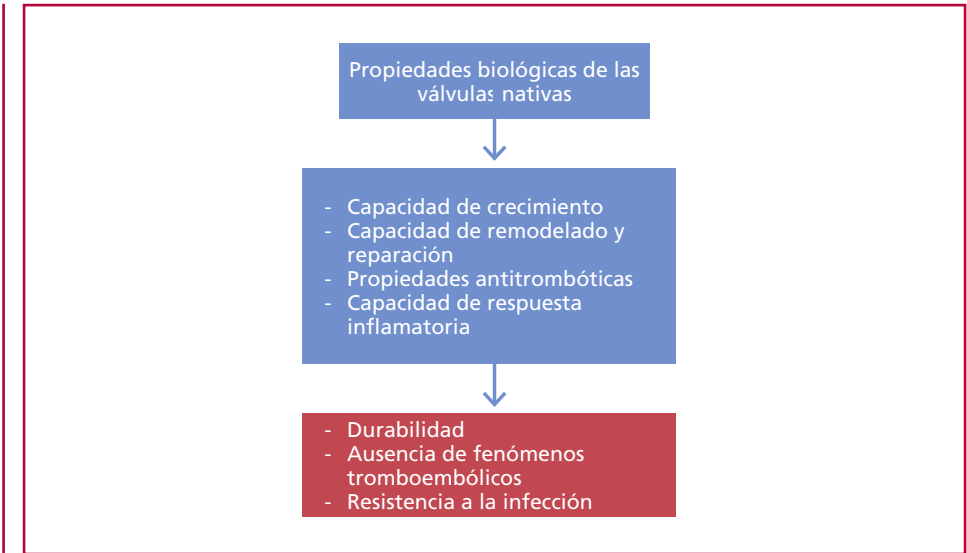 Propiedades biológicas de las
válvulas nativas
- Capacidad de crecimiento
- Capacidad de remodelado y
reparación
- Propiedades antitrombóticas
- Capacidad de respuesta
inflamatoria
- Durabilidad
- Ausencia de fenómenos
tromboembólicos
- Resistencia a la infección